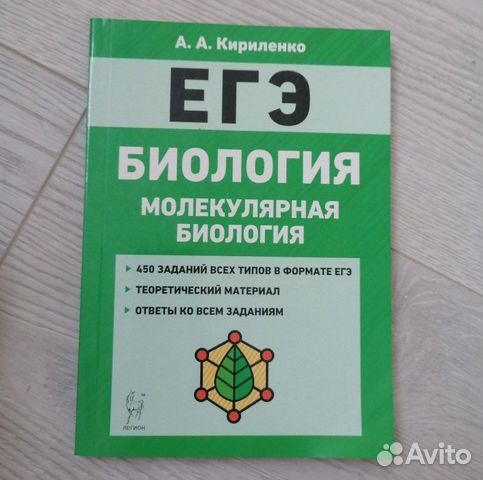 А. А. Кириленко
ЕГЭ
БИОЛОГИЯ
МОЛЕКУЛЯРНАЯ
БИОЛОГИЯ
450 ЗАДАНИЙ ВСЕХ ТИПОВ В ФОРМАТЕ ЕГЭ
ТЕОРЕТИЧЕСКИЙ МАТЕРИАЛ
ОТВЕТЫ КО ВСЕМ ЗАДАНИЯМ
ЛЕГИОН
Avito